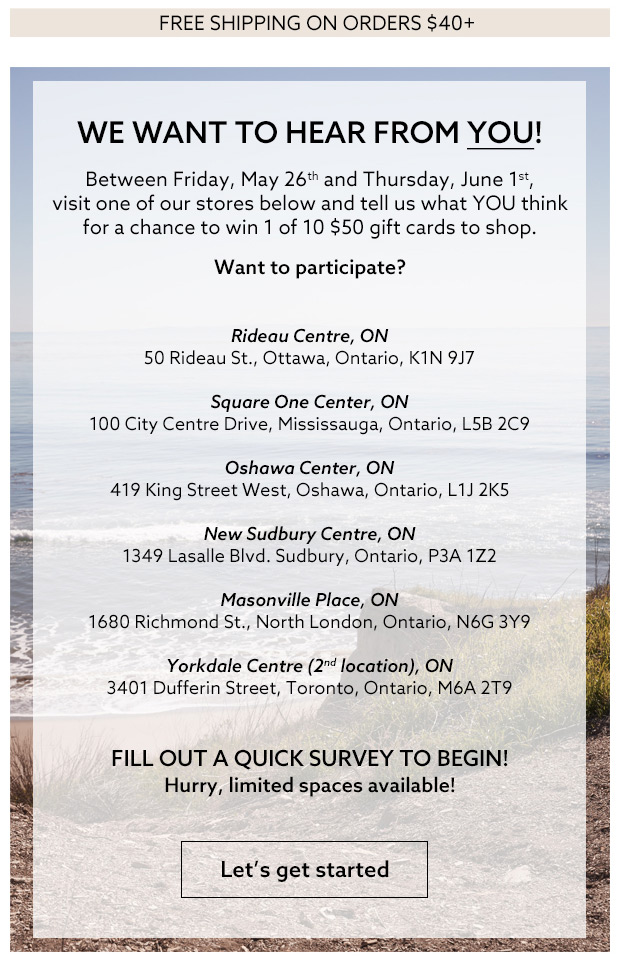 FREE SHIPPING ON ORDERS $40+
WE WANT TO HEAR FROM YOU!
Between Friday, May 26th and Thursday, June 1st,
visit one of our stores below and tell us what YOU think
for a chance to win 1 of 10 $50 gift cards to shop.
Want to participate?
Rideau Centre, ON
50 Rideau St., Ottawa, Ontario, K1N 9J7
Square One Center, ON
100 City Centre Drive, Mississauga, Ontario, L5B 2C9
Oshawa Center, ON
419 King Street West, Oshawa, Ontario, L1J 2K5
New Sudbury Centre, ON
1349 Lasalle Blvd. Sudbury, Ontario, P3A 1Z2
Masonville Place, ON
1680 Richmond St., North London, Ontario, N6G 3Y9
Yorkdale Centre (2nd location), ON
3401 Dufferin Street, Toronto, Ontario, M6A 2T9
FILL OUT A QUICK SURVEY TO BEGIN!
Hurry, limited spaces available!
Let's get started